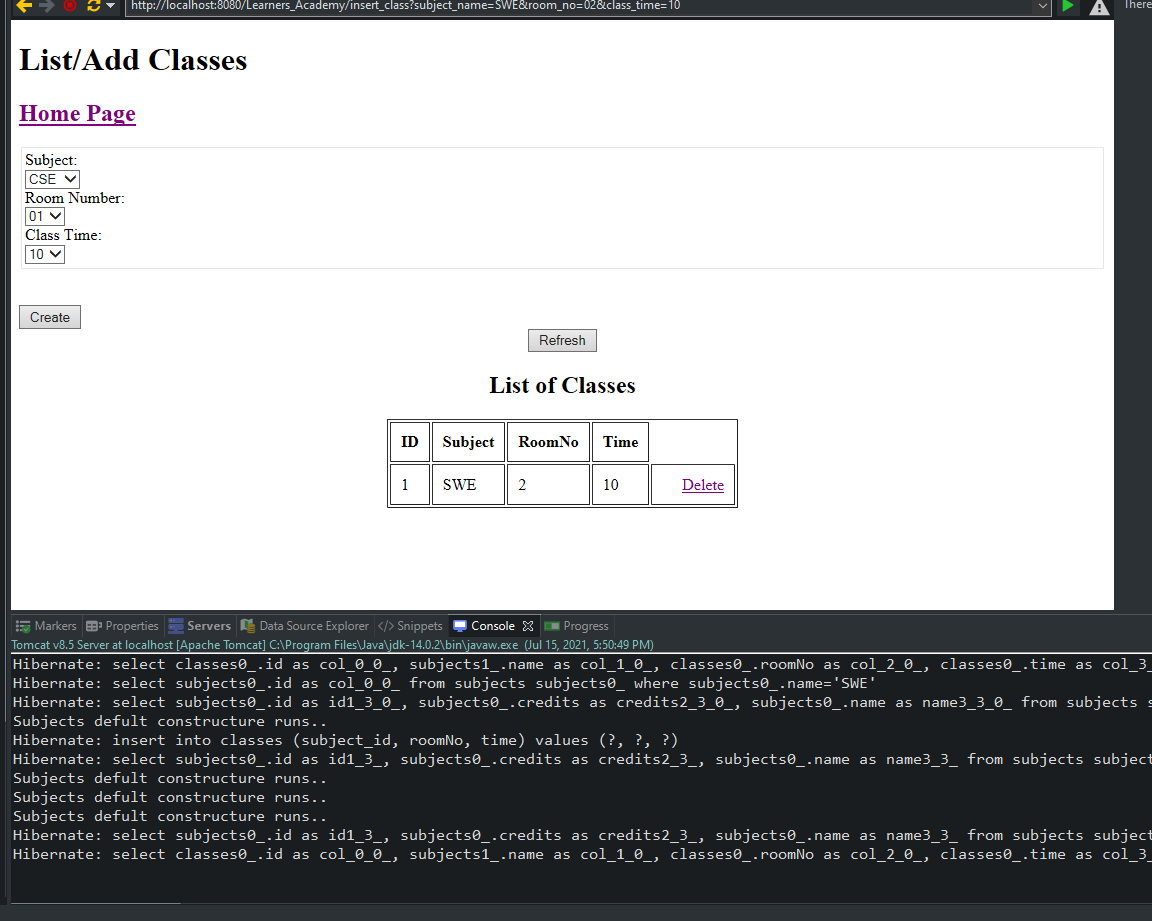 http://localhost:8080/Learners_Academy/insert_class?subject_name=SWE&room_no=02&class_time=10
There
List/Add Classes
Home Page
Subject:
CSE
Room Number:
01
Class Time:
10
Create
Refresh
List of Classes
ID Subject RoomNo Time
1 SWE 2 10 Delete
Markers Properties Servers Data Source Explorer Snippets Console Progress
Tomcat v8.5 Server at localhost [Apache Tomcat] C:\Program Files\Java\jdk-14.0.2\bin\javaw.exe (Jul 15, 2021, 5:50:49 PM)
Hibernate: select classes0_.id as col_0_0_, subjects1_.name as col_1_0_, classes0_.roomNo as col_2_0_, classes0_.time as col_3_
Hibernate: select subjects0_.id as col_0_0_ from subjects subjects0_ where subjects0_.name='SWE'
Hibernate: select subjects0_.id as id1_3_0_, subjects0_.credits as credits2_3_0_, subjects0_.name as name3_3_0_ from subjects s
Subjects defult constructure runs..
Hibernate: insert into classes (subject_id, roomNo, time) values (?, ?, ?)
Hibernate: select subjects0_.id as id1_3_, subjects0_.credits as credits2_3_, subjects0_.name as name3_3_ from subjects subject
Subjects defult constructure runs..
Subjects defult constructure runs..
Subjects defult constructure runs..
Hibernate: select subjects0_.id as id1_3_, subjects0_.credits as credits2_3_, subjects0_.name as name3_3_ from subjects subject
Hibernate: select classes0_.id as col_0_0_, subjects1_.name as col_1_0_, classes0_.roomNo as col_2_0_, classes0_.time as col_3_